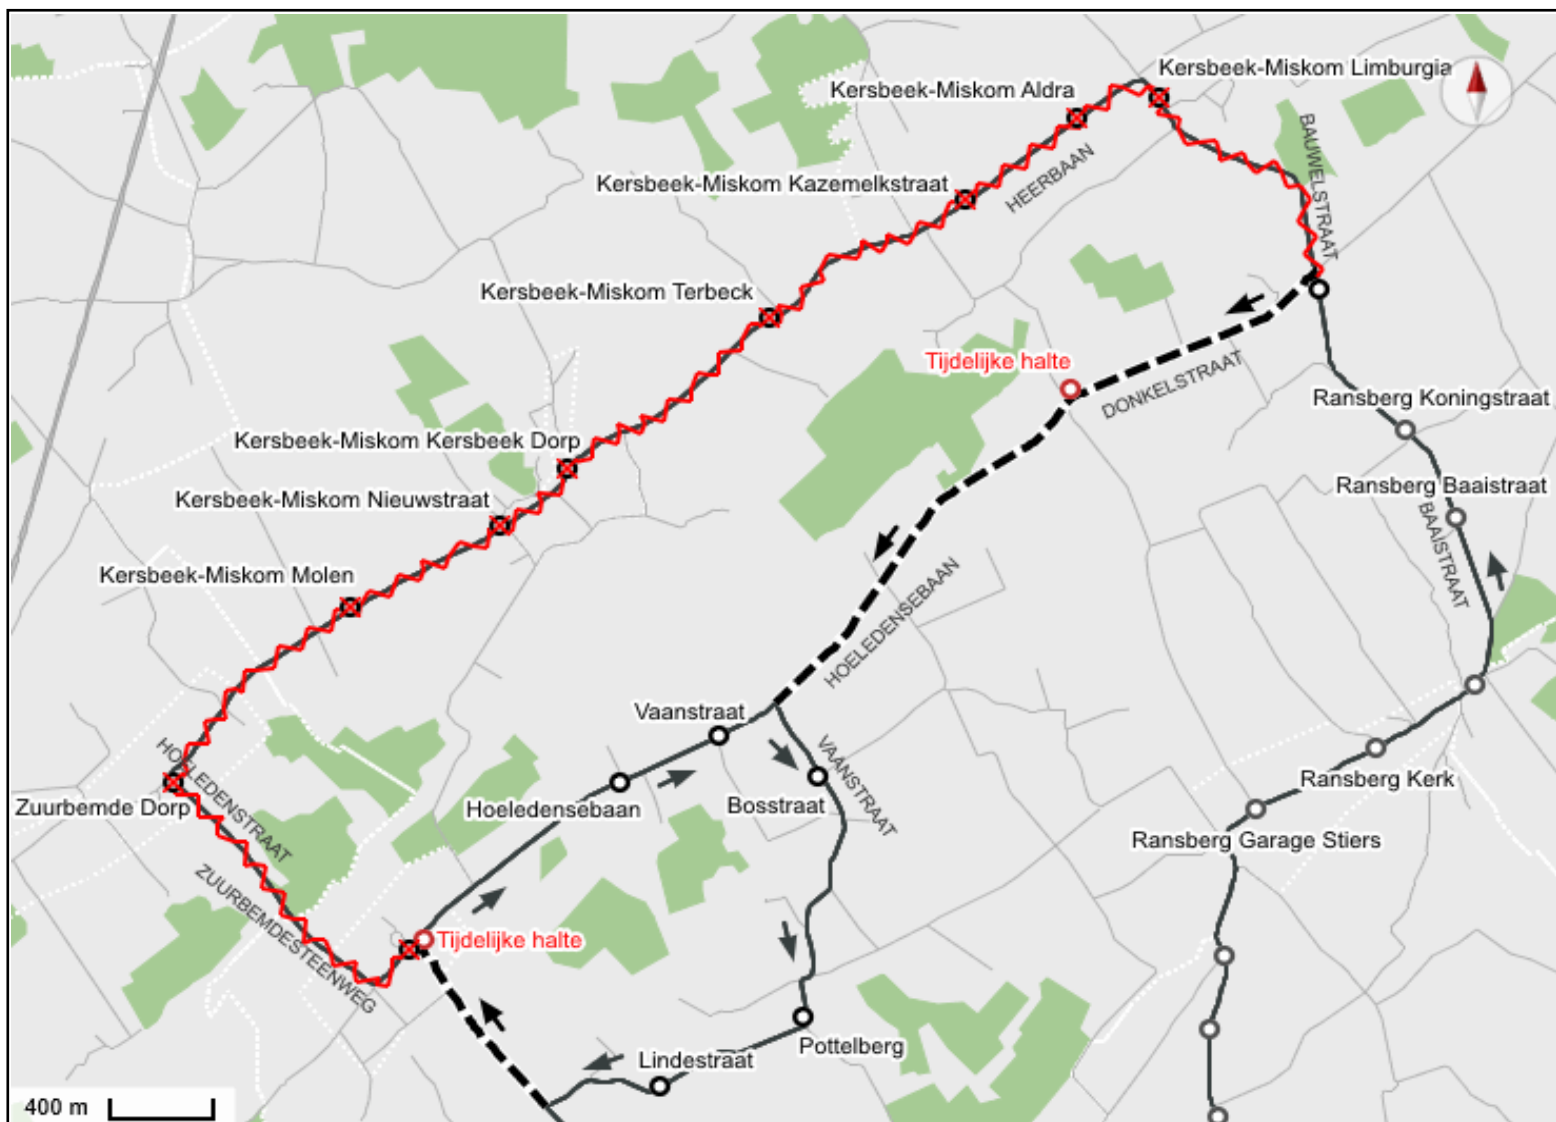 Kersbeek-Miskom Limburgia
Kersbeek-Miskom Aldra
BAUWELSTRAAT
HEERBAAN
Kersbeek-Miskom Kazemelkstraat
Kersbeek-Miskom Terbeck
Tijdelijke halte
DONKELSTRAAT
Ransberg Koningstraat
Kersbeek-Miskom Kersbeek Dorp
Ransberg Baaistraat
Kersbeek-Miskom Nieuwstraat
BAAISTRAAT
Kersbeek-Miskom Molen
HOELEDENSEBAAN
Vaanstraat
VAANSTRAAT
HOELEDENSTRAAT
Ransberg Kerk
Zuurbemde Dorp
Hoeledensebaan
Bosstraat
Ransberg Garage Stiers
ZUURBEMDESTEENWEG
Tijdelijke halte
Pottelberg
Lindestraat
400 m